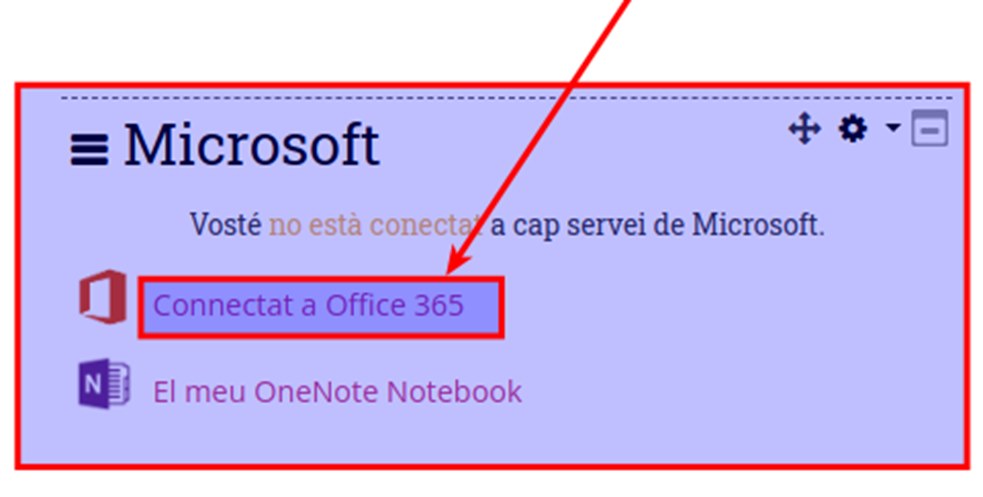 Microsoft
Vosté no està conectat a cap servei de Microsoft.
Connectat a Office 365
N
El meu OneNote Notebook